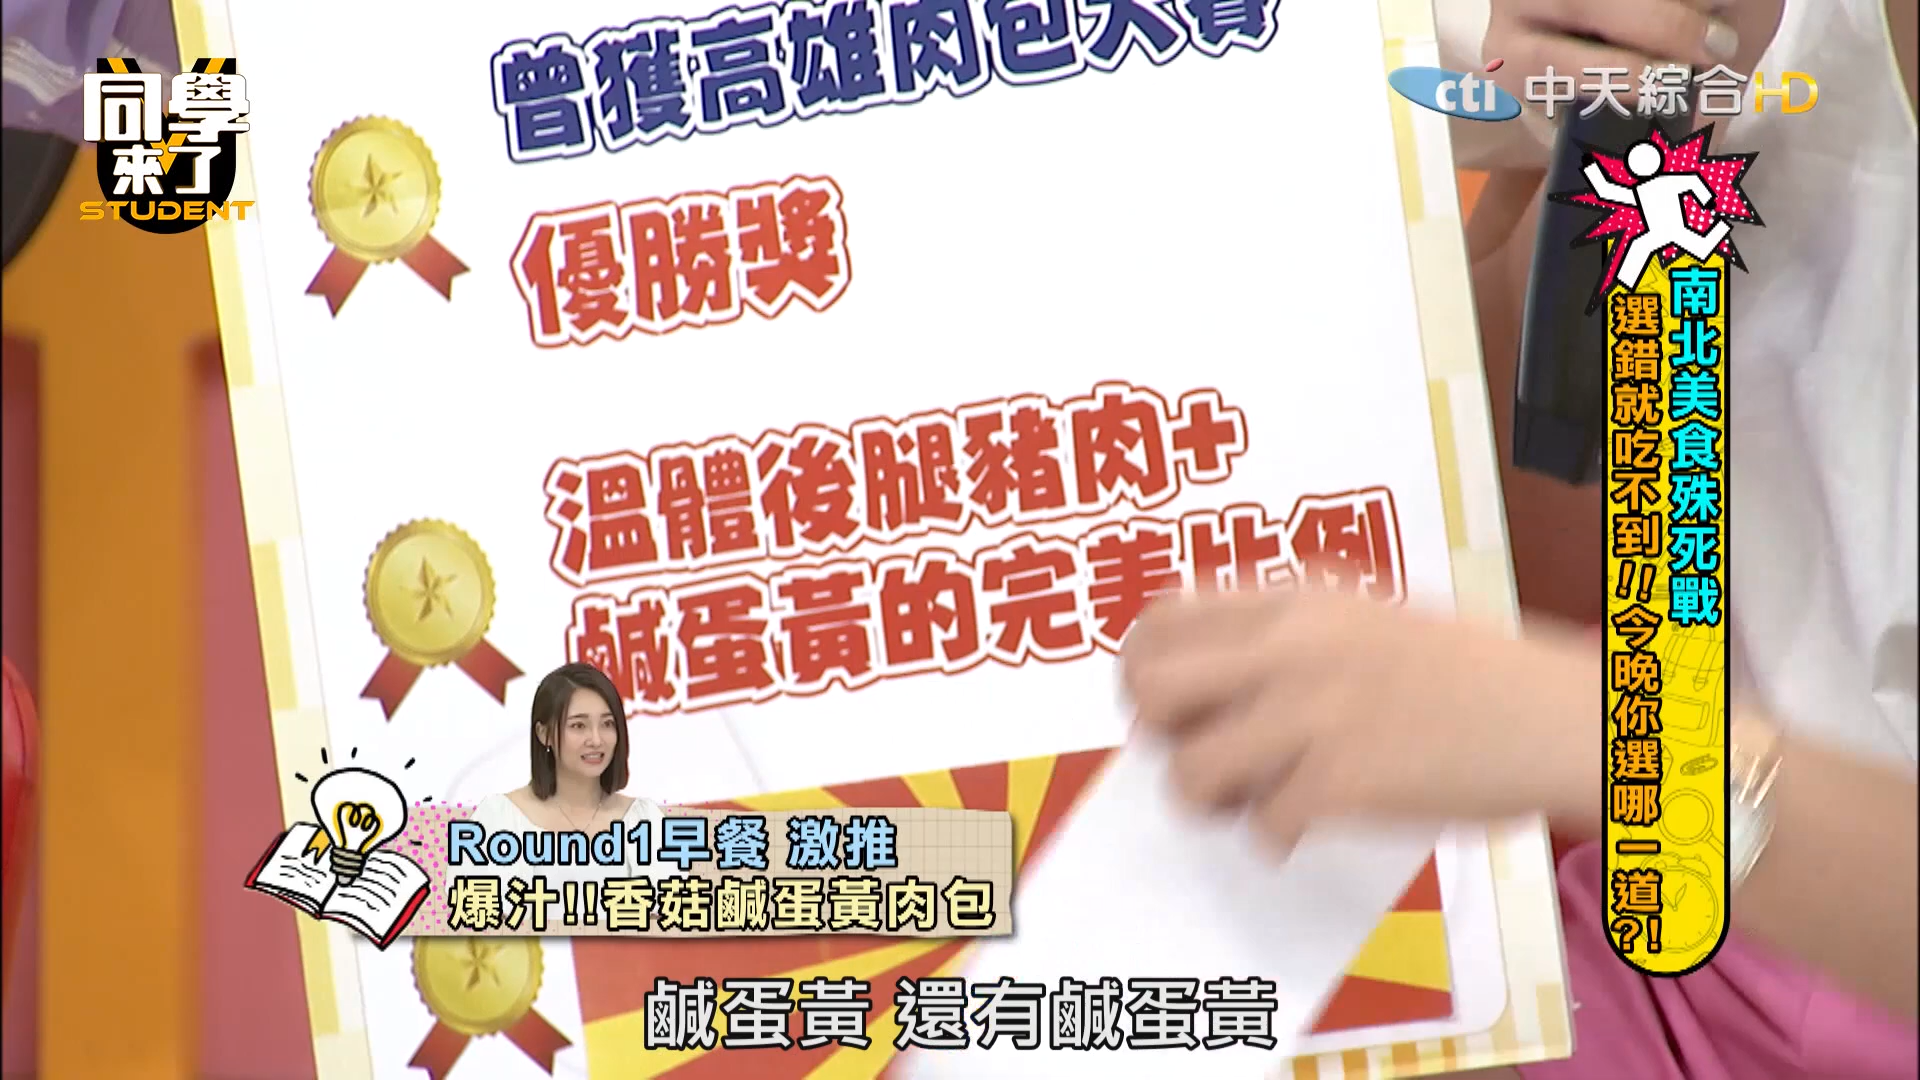 同學
來了
STUDENT
cti 中天綜合HD
曾獲高雄肉包大賽
優勝獎
溫體後腿豬肉+
鹹蛋黃的完美比例
南北美食殊死戰
選錯就吃不到!!今晚你選哪一道?!
Round1早餐 激推
爆汁!!香菇鹹蛋黃肉包
鹹蛋黃 還有鹹蛋黃